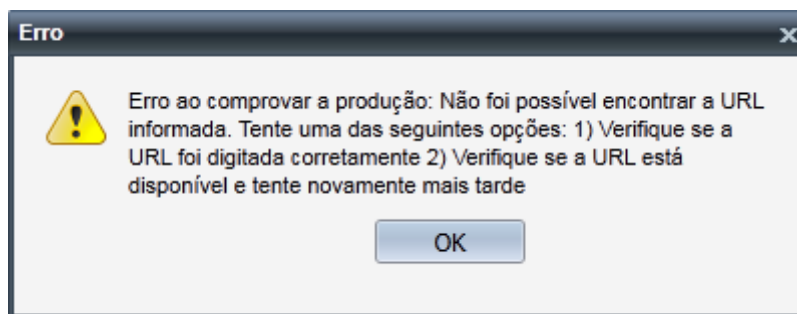 Erro
Erro ao comprovar a produção: Não foi possível encontrar a URL
informada. Tente uma das seguintes opções: 1) Verifique se a
URL foi digitada corretamente 2) Verifique se a URL está
disponível e tente novamente mais tarde
OK